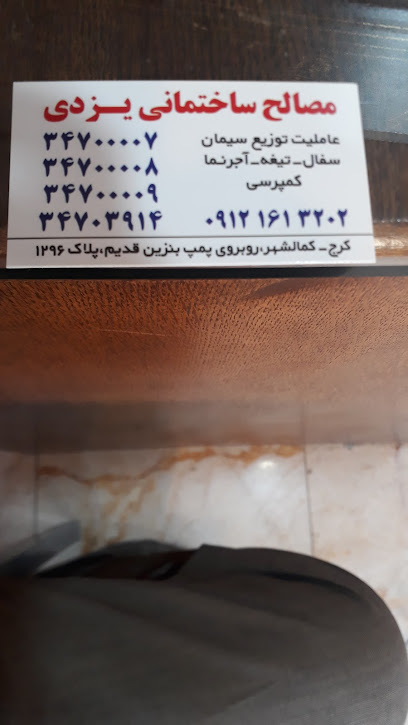 مصالح ساختمانی یزدی
عاملیت توزیع سیمان ۳۴۷۰۰۰۰۷
سفال-تیغه-آجرنما ۳۴۷۰۰۰۰۸
کمپرسی ۳۴۷۰۰۰۰۹
۰۹۱۲ ۱۶۱ ۳۲۰۲ ۳۴۷۰۳۹۱۴
کرج- کمالشهر،روبروی پمپ بنزین قدیم،پلاک ۱۲۹۶